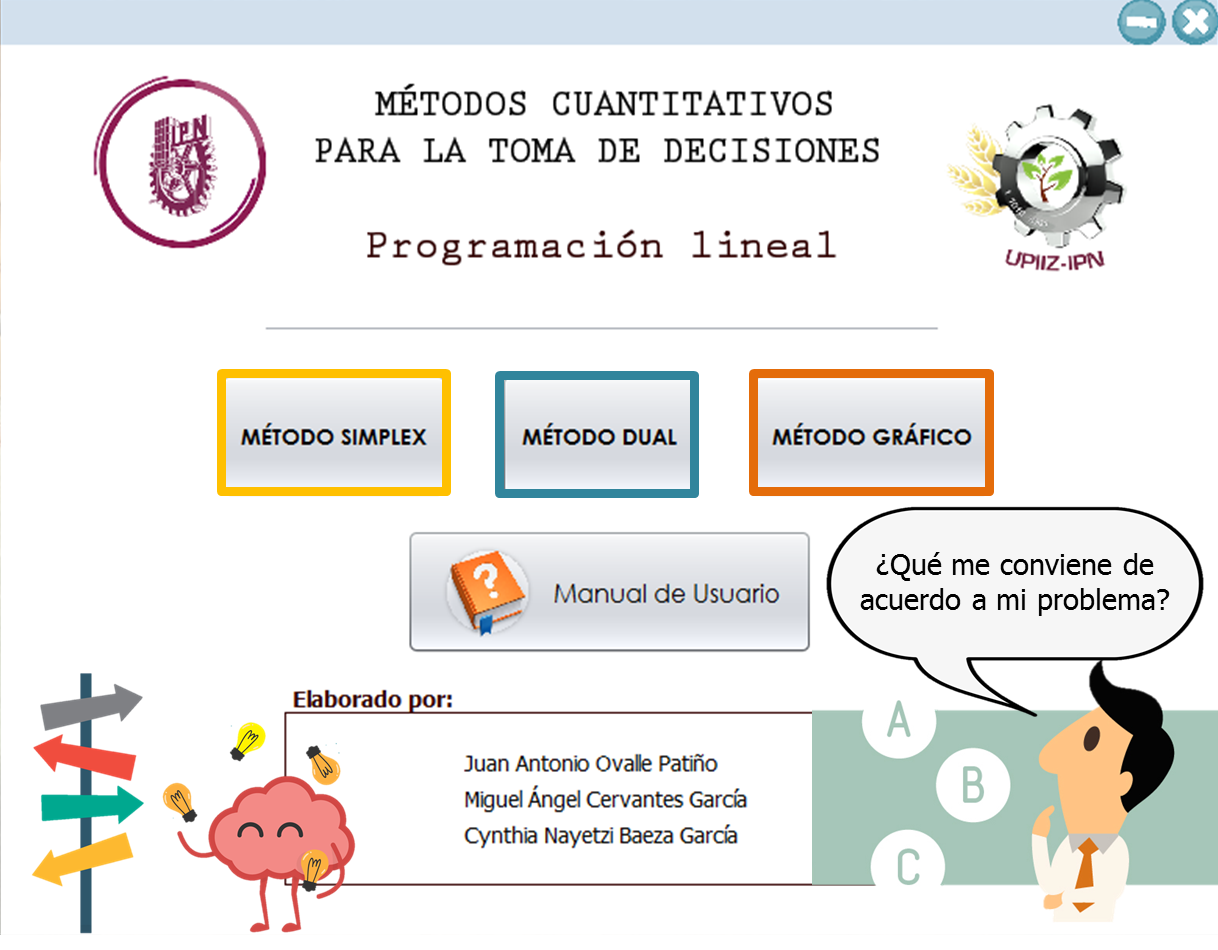 MÉTODOS CUANTITATIVOS
PARA LA TOMA DE DECISIONES
Programación lineal
IPN
UPIIZ-IPN
MÉTODO SIMPLEX
MÉTODO DUAL
MÉTODO GRÁFICO
Manual de Usuario
¿Qué me conviene de
acuerdo a mi problema?
Elaborado por:
Juan Antonio Ovalle Patiño
Miguel Ángel Cervantes García
Cynthia Nayetzi Baeza García
A
B
C